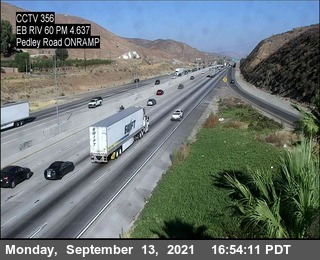 CCTV 356
EB RIV 60 PM 4.637
Pedley Road ONRAMP
Monday, September 13, 2021 16:54:11 PDT